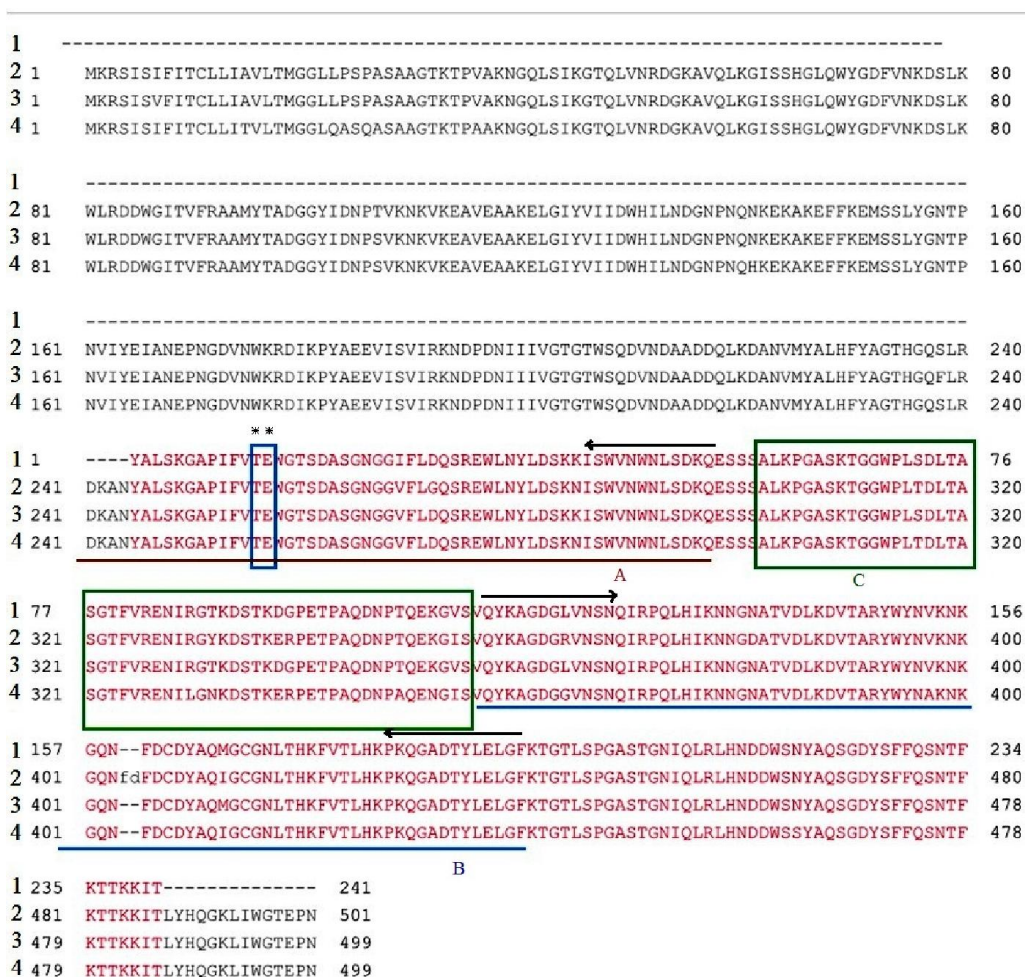 1 --------------------------------------------------------------------------------
2 1 MKRSISIFITCLLIAVLTMGGLLPSPASAAGTKTPVAKNGQLSIKGTQLVNRDGKAVQLKGISSHGLQWYGDFVNKDSLK 80
3 1 MKRSISVFITCLLIAVLTMGGLLPSPASAAGTKTPVAKNGQLSIKGTQLVNRDGKAVQLKGISSHGLQWYGDFVNKDSLK 80
4 1 MKRSISIFITCLLITVLTMGGLQASQASAAGTKTPAAKNGQLSIKGTQLVNRDGKAVQLKGISSHGLQWYGDFVNKDSLK 80
1 --------------------------------------------------------------------------------
2 81 WLRDDWGITVFRAAMYTADGGYIDNPTVKNKVKEAVEAAKELGIYVIIDWHILNDGNPNQNKEKAKEFFKEMSSLYGNTP 160
3 81 WLRDDWGITVFRAAMYTADGGYIDNPSVKNKVKEAVEAAKELGIYVIIDWHILNDGNPNQNKEKAKEFFKEMSSLYGNTP 160
4 81 WLRDDWGITVFRAAMYTADGGYIDNPSVKNKVKEAVEAAKELGIYVIIDWHILNDGNPNQHKEKAKEFFKEMSSLYGNTP 160
1 --------------------------------------------------------------------------------
2 161 NVIYEIANEPNGDVNWKRDIKPYAEEVISVIRKNDPDNIIIVGTGTWSQDVNDAADDQLKDANVMYALHFYAGTHGQSLR 240
3 161 NVIYEIANEPNGDVNWKRDIKPYAEEVISVIRKNDPDNIIIVGTGTWSQDVNDAADDQLKDANVMYALHFYAGTHGQFLR 240
4 161 NVIYEIANEPNGDVNWKRDIKPYAEEVISVIRKNDPDNIIIVGTGTWSQDVNDAADDQLKDANVMYALHFYAGTHGQSLR 240
* *
1 1 ----YALSKGAPIFVTEWGTSDASGNGGIFLDQSREWLNYLDSKKISWVNWNLSDKQESSSALKPGASKTGGWPLSDLTA 76
2 241 DKANYALSKGAPIFVTEWGTSDASGNGGVFLGQSREWLNYLDSKKISWVNWNLSDKQESSSALKPGASKTGGWPLTDLTA 320
3 241 DKANYALSKGAPIFVTEWGTSDASGNGGVFLDQSREWLNYLDSKKISWVNWNLSDKQESSSALKPGASKTGGWPLTDLTA 320
4 241 DKANYALSKGAPIFVTEWGTSDASGNGGVFLDQSREWLNYLDSKNISWVNWNLSDKQESSSALKPGASKTGGWPLTDLTA 320
A C
1 77 SGTFVRENIRGTKDSTKDGPETPAQDNPTQEKGVSVQYKAGDGLVNSNQIRPQLHIKNNGNATVDLKDVTARYWYNVKNK 156
2 321 SGTFVRENIRGYKDSTKERPETPAQDNPTQEKGISVQYKAGDGRVNSNQIRPQLHIKNNGDATVDLKDVTARYWYNVKNK 400
3 321 SGTFVRENIRGTKDSTKDGPETPAQDNPTQEKGVSVQYKAGDGLVNSNQIRPQLHIKNNGNATVDLKDVTARYWYNVKNK 400
4 321 SGTFVRENILGNKDSTKERPETPAQDNPAQENGISVQYKAGDGGVNSNQIRPQLHIKNNGNATVDLKDVTARYWYNAKNK 400
1 157 GQN--FDCDYAQMGCGNLTHKFVTLHKPKQGADTYLELGFKTGTLSPGASTGNIQLRLHNDDWSNYAQSGDYSFFQSNTF 234
2 401 GQNfdFDCDYAQIGCGNLTHKFVTLHKPKQGADTYLELGFKTGTLSPGASTGNIQLRLHNDDWSNYAQSGDYSFFQSNTF 480
3 401 GQN--FDCDYAQMGCGNLTHKFVTLHKPKQGADTYLELGFKTGTLSPGASTGNIQLRLHNDDWSNYAQSGDYSFFQSNTF 478
4 401 GQN--FDCDYAQIGCGNLTHKFVTLHKPKQGADTYLELGFKTGTLSPGASTGNIQLRLHNDDWSSYAQSGDYSFFQSNTF 478
B
1 235 KTTKKIT-------------- 241
2 481 KTTKKITLYHQGKLIWGTEPN 501
3 479 KTTKKITLYHQGKLIWGTEPN 499
4 479 KTTKKITLYHQGKLIWGTEPN 499